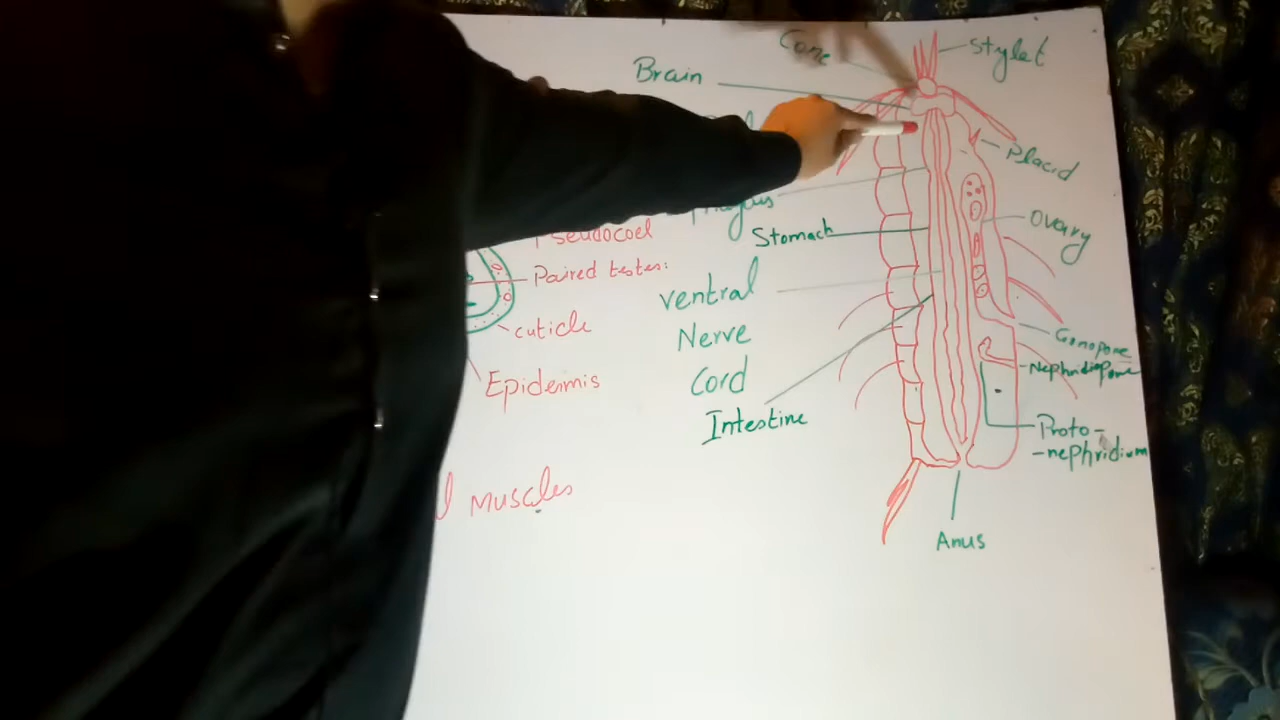 Cone
Stylet
Brain
Placid
Stomach
Ovary
Pseudocoel
Paired testes:
ventral
Nerve
Cord
cuticle
Gonopore
-Nephridiopore
Epidermis
Intestine
Proto-
-nephridium
Muscles
Anus